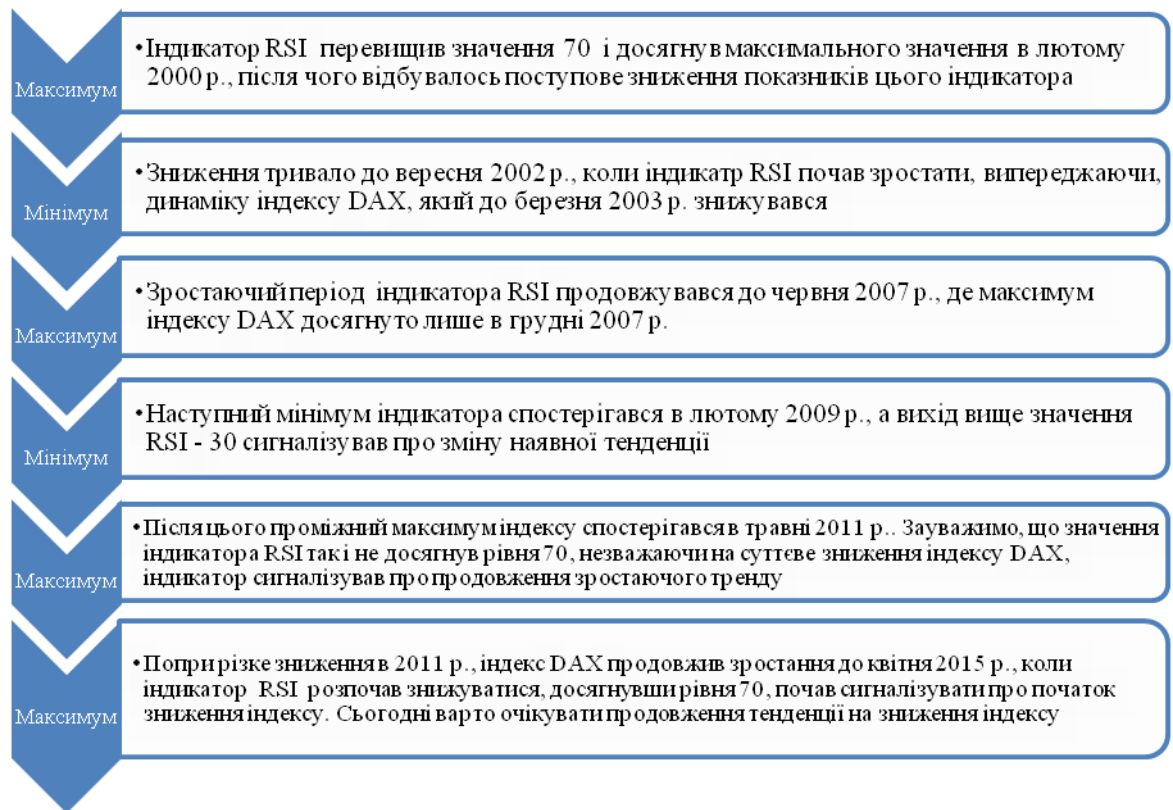 Максимум
•Індикатор RSI перевищив значення 70 і досягнув максимального значення в лютому
2000 р., після чого відбувалось поступове зниження показників цього індикатора
Мінімум
•Зниження тривало до вересня 2002 р., коли індикатр RSI почав зростати, випереджаючи,
динаміку індексу DAX, який до березня 2003 р. знижувався
Максимум
•Зростаючий період індикатора RSI продовжувався до червня 2007 р., де максимум
індексу DAX досягнуто лише в грудні 2007 р.
Мінімум
•Наступний мінімум індикатора спостерігався в лютому 2009 р., а вихід вище значення
RSI - 30 сигналізував про зміну наявної тенденції
Максимум
•Після цього проміжний максимум індексу спостерігався в травні 2011 р.. Зауважимо, що значення
індикатора RSI так і не досягнув рівня 70, незважаючи на суттєве зниження індексу DAX,
індикатор сигналізував про продовження зростаючого тренду
Максимум
•Попри різке зниження в 2011 р., індекс DAX продовжив зростання до квітня 2015 р., коли
індикатор RSI розпочав знижуватися, досягнувши рівня 70, почав сигналізувати про початок
зниження індексу. Сьогодні варто очікувати продовження тенденції на зниження індексу